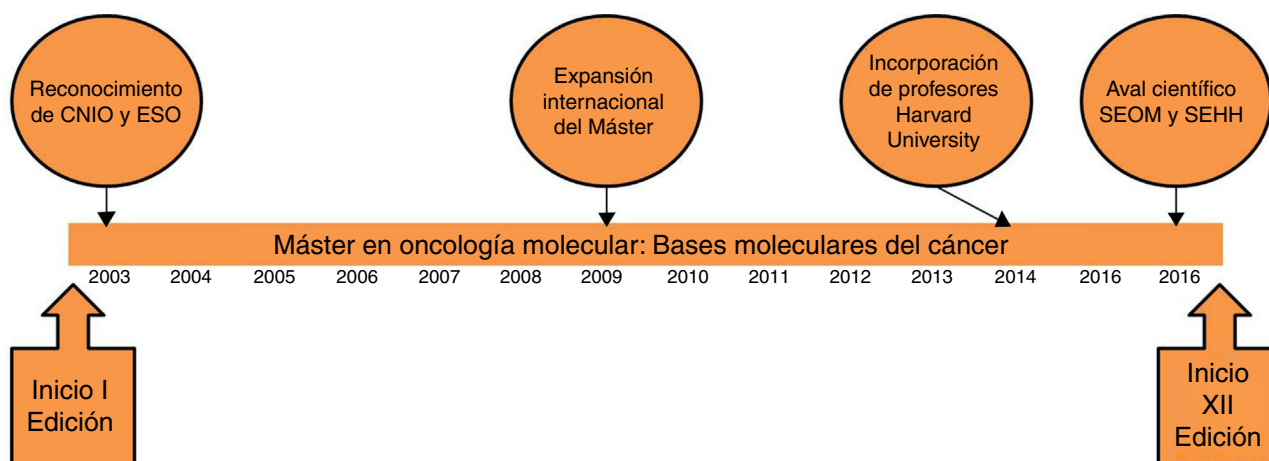 Reconocimiento
de CNIO y ESO
Expansión
internacional
del Máster
Incorporación
de profesores
Harvard
University
Aval científico
SEOM y SEHH
Máster en oncología molecular: Bases moleculares del cáncer
2003 2004 2005 2006 2007 2008 2009 2010 2011 2012 2013 2014 2016 2016
Inicio I
Edición
Inicio
XII
Edición